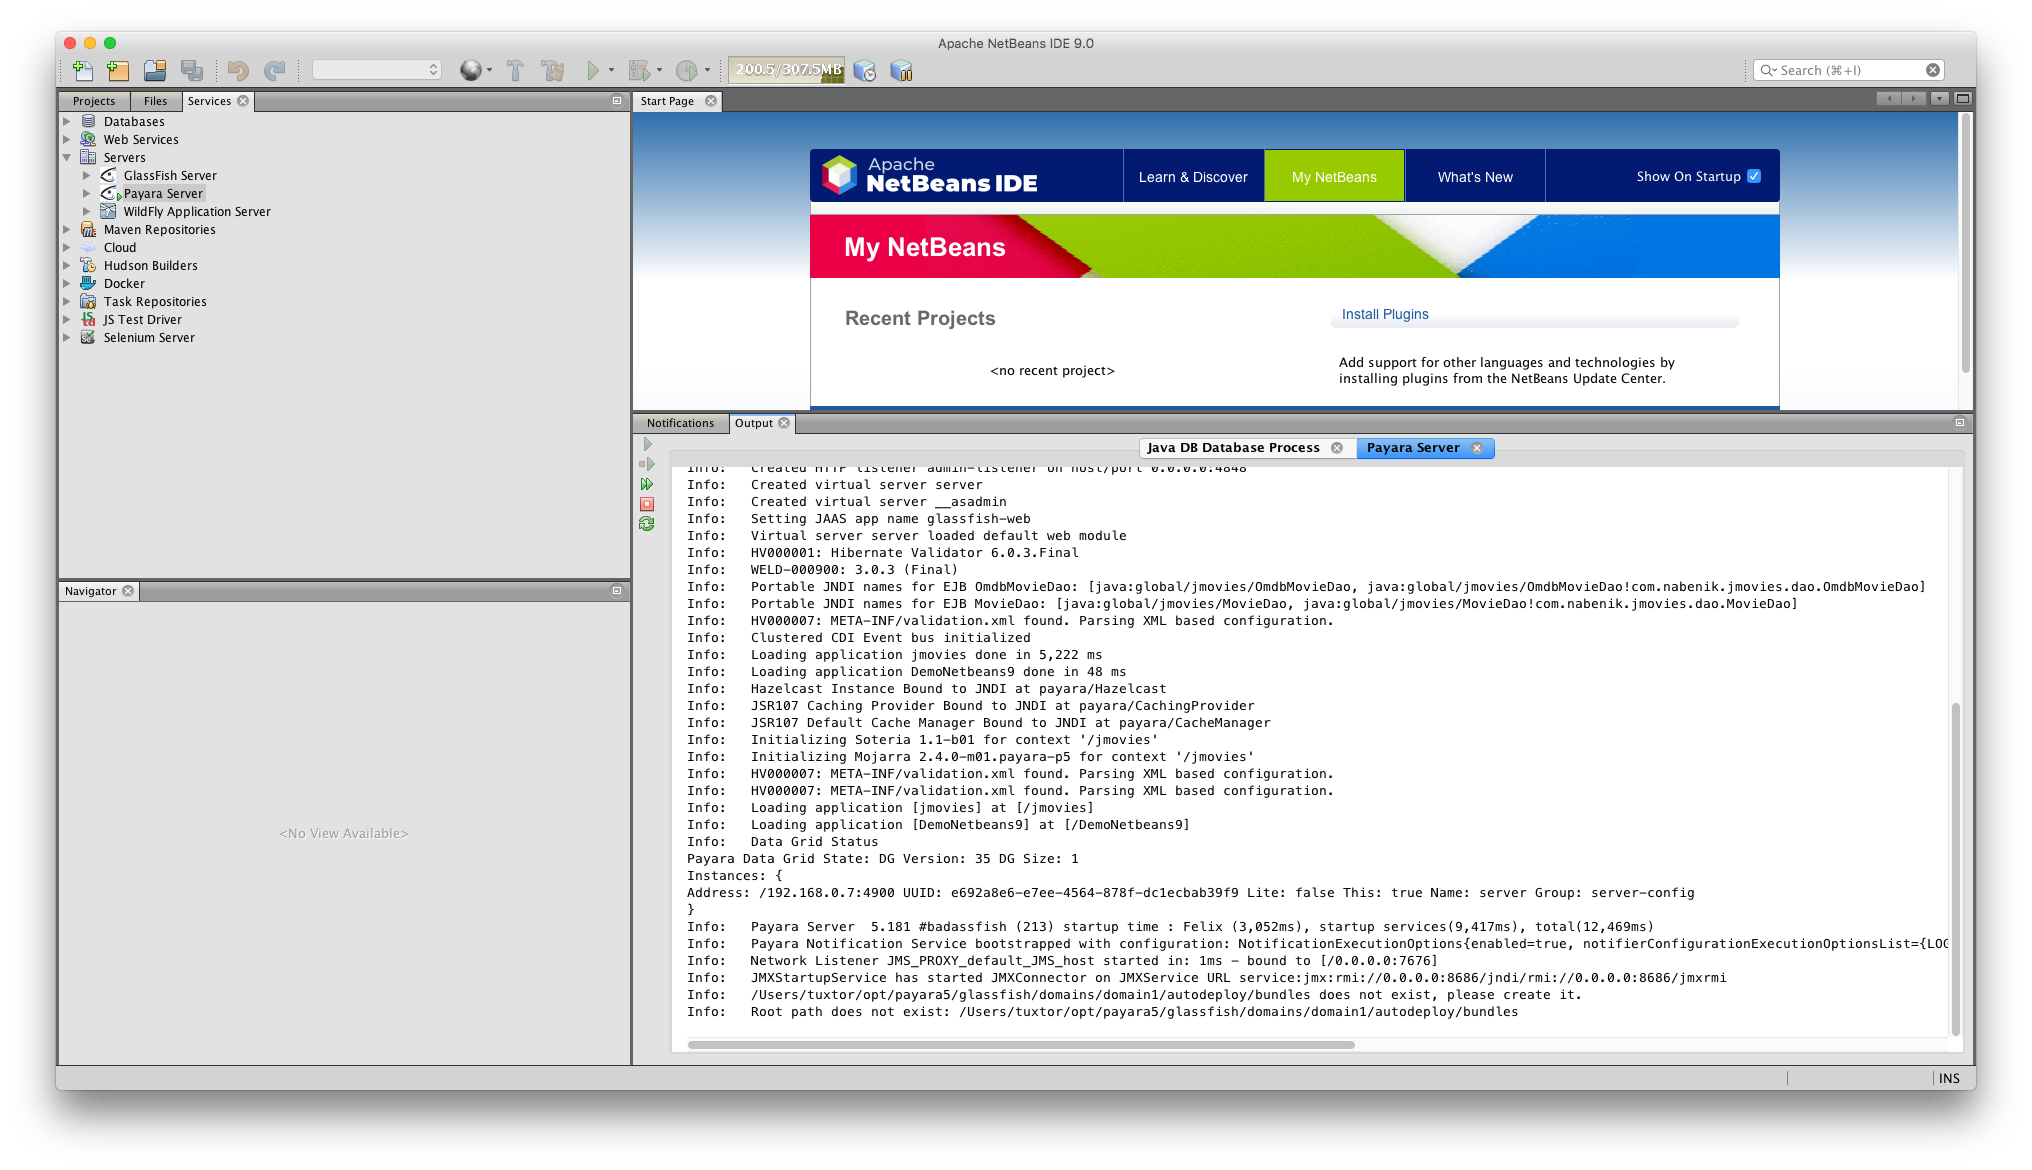 Apache NetBeans IDE 9.0
200.5/307.5MB
Search (⌘+I)
Projects
Files
Services
Databases
Web Services
Servers
GlassFish Server
Payara Server
WildFly Application Server
Maven Repositories
Cloud
Hudson Builders
Docker
Task Repositories
JS Test Driver
Selenium Server
Navigator
<No View Available>
Start Page
Apache
NetBeans IDE
Learn & Discover
My NetBeans
What's New
Show On Startup
My NetBeans
Recent Projects
<no recent project>
Install Plugins
Add support for other languages and technologies by
installing plugins from the NetBeans Update Center.
Notifications
Output
Java DB Database Process
Payara Server
Info: Created HTTP listener admin-listener on host/port 0.0.0.0:4848
Info: Created virtual server server
Info: Created virtual server __asadmin
Info: Setting JAAS app name glassfish-web
Info: Virtual server server loaded default web module
Info: HV000001: Hibernate Validator 6.0.3.Final
Info: WELD-000900: 3.0.3 (Final)
Info: Portable JNDI names for EJB OmdbMovieDao: [java:global/jmovies/OmdbMovieDao, java:global/jmovies/OmdbMovieDao!com.nabenik.jmovies.dao.OmdbMovieDao]
Info: Portable JNDI names for EJB MovieDao: [java:global/jmovies/MovieDao, java:global/jmovies/MovieDao!com.nabenik.jmovies.dao.MovieDao]
Info: HV000007: META-INF/validation.xml found. Parsing XML based configuration.
Info: Clustered CDI Event bus initialized
Info: Loading application jmovies done in 5,222 ms
Info: Loading application DemoNetbeans9 done in 48 ms
Info: Hazelcast Instance Bound to JNDI at payara/Hazelcast
Info: JSR107 Caching Provider Bound to JNDI at payara/CachingProvider
Info: JSR107 Default Cache Manager Bound to JNDI at payara/CacheManager
Info: Initializing Soteria 1.1-b01 for context '/jmovies'
Info: Initializing Mojarra 2.4.0-m01.payara-p5 for context '/jmovies'
Info: HV000007: META-INF/validation.xml found. Parsing XML based configuration.
Info: HV000007: META-INF/validation.xml found. Parsing XML based configuration.
Info: Loading application [jmovies] at [/jmovies]
Info: Loading application [DemoNetbeans9] at [/DemoNetbeans9]
Info: Data Grid Status
Payara Data Grid State: DG Version: 35 DG Size: 1
Instances: {
Address: /192.168.0.7:4900 UUID: e692a8e6-e7ee-4564-878f-dc1ecbab39f9 Lite: false This: true Name: server Group: server-config
}
Info: Payara Server 5.181 #badassfish (213) startup time : Felix (3,052ms), startup services(9,417ms), total(12,469ms)
Info: Payara Notification Service bootstrapped with configuration: NotificationExecutionOptions{enabled=true, notifierConfigurationExecutionOptionsList={LOG
Info: Network Listener JMS_PROXY_default_JMS_host started in: 1ms - bound to [/0.0.0.0:7676]
Info: JMXStartupService has started JMXConnector on JMXService URL service:jmx:rmi://0.0.0.0:8686/jndi/rmi://0.0.0.0:8686/jmxrmi
Info: /Users/tuxtor/opt/payara5/glassfish/domains/domain1/autodeploy/bundles does not exist, please create it.
Info: Root path does not exist: /Users/tuxtor/opt/payara5/glassfish/domains/domain1/autodeploy/bundles
INS